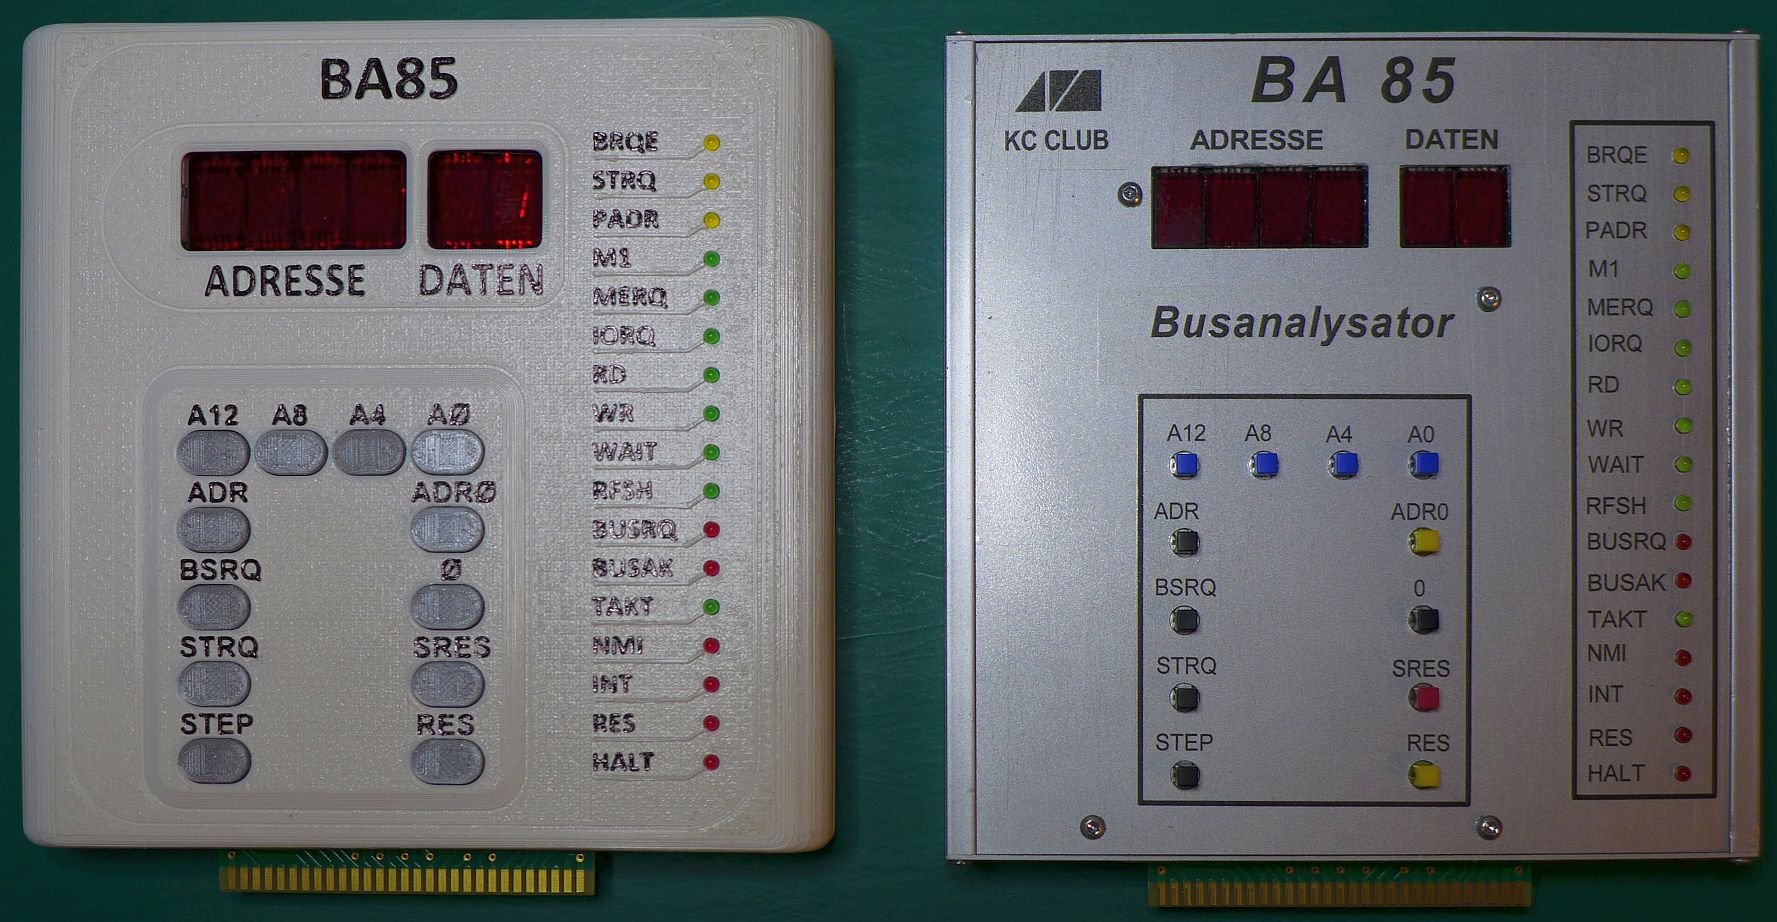 BA85
ADRESSE DATEN
A12 A8 A4 AØ
ADR ADRØ
BSRQ Ø
STRQ SRES
STEP RES
BRQE
STRQ
PADR
M1
MERQ
IORQ
RD
WR
WAIT
RFSH
BUSRQ
BUSAK
TAKT
NMI
INT
RES
HALT
KC CLUB
BA 85
ADRESSE DATEN
Busanalysator
A12 A8 A4 A0
ADR ADR0
BSRQ 0
STRQ SRES
STEP RES
BRQE
STRQ
PADR
M1
MERQ
IORQ
RD
WR
WAIT
RFSH
BUSRQ
BUSAK
TAKT
NMI
INT
RES
HALT